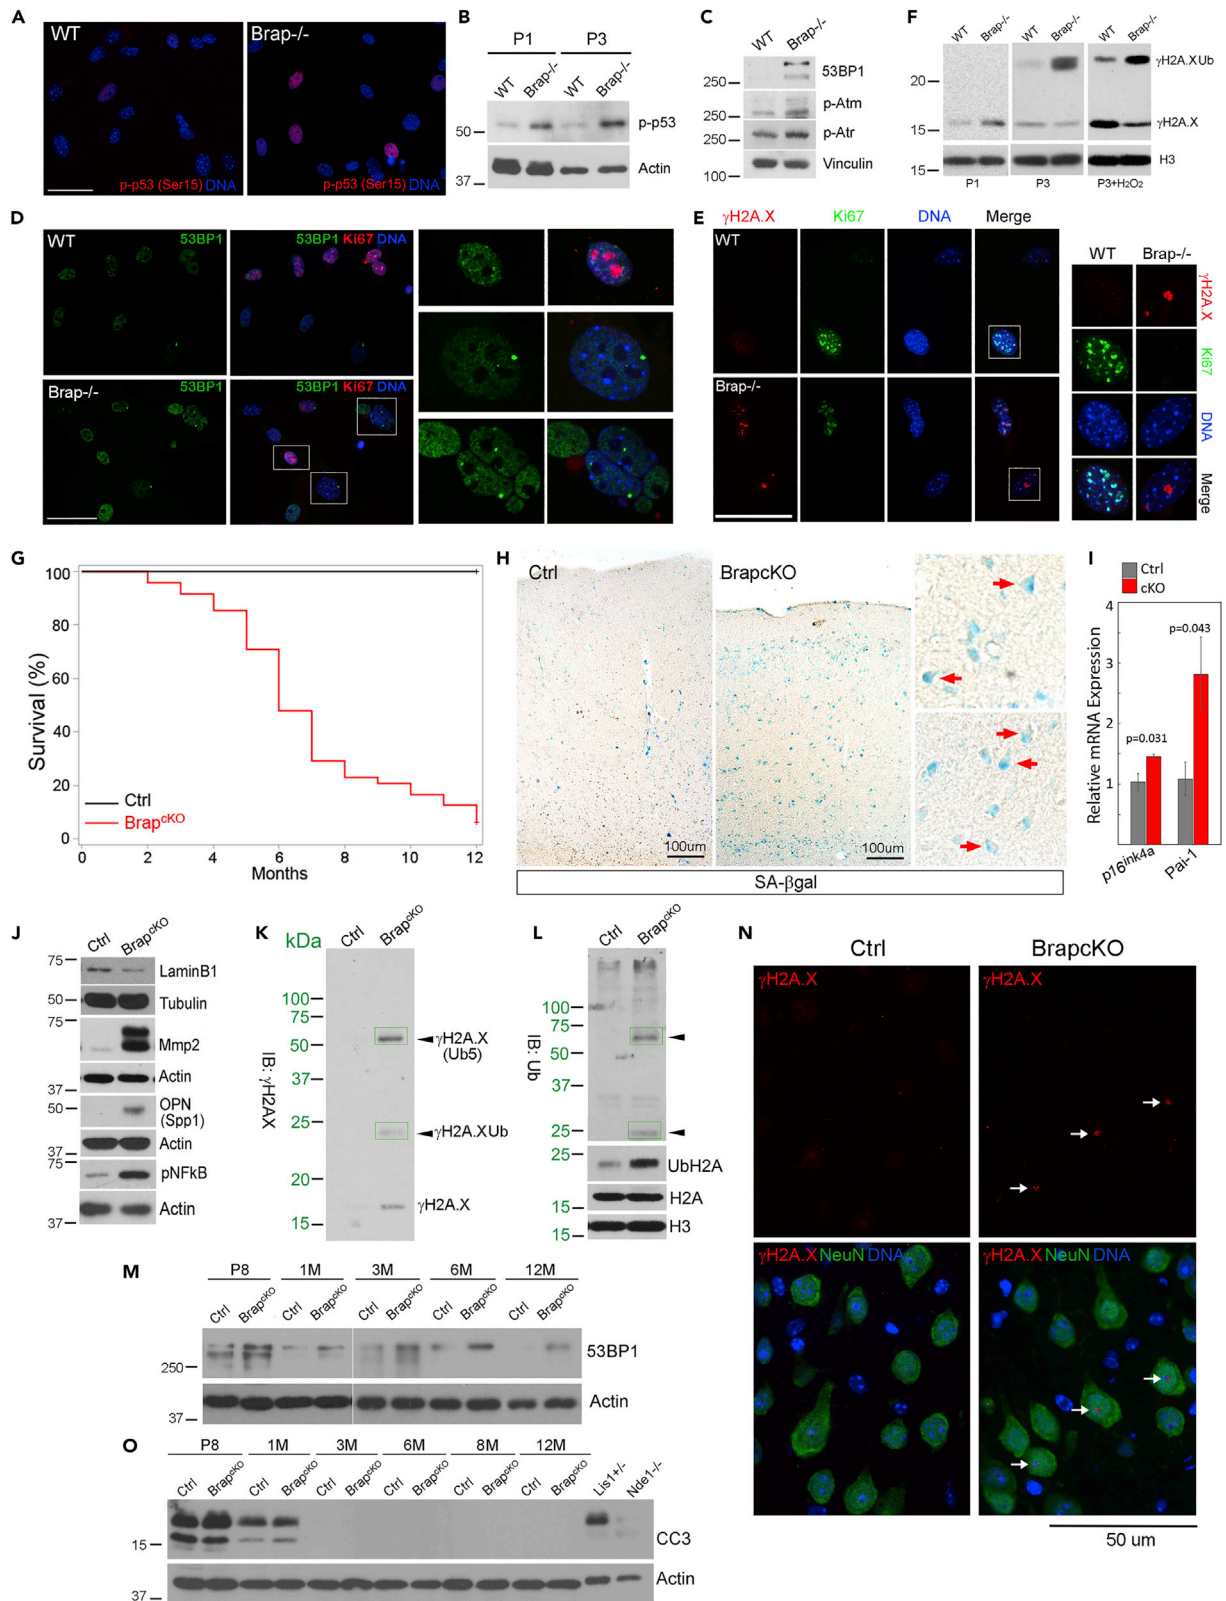 A
WT
Brap-/-
p-p53 (Ser15) DNA
p-p53 (Ser15) DNA
B
P1 P3
WT Brap-/- WT Brap-/-
50
37
p-p53
Actin
C
WT Brap-/-
250
250
250
100
53BP1
p-Atm
p-Atr
Vinculin
F
WT Brap-/- WT Brap-/- WT Brap-/-
20
15
15
γH2A.XUb
γH2A.X
H3
P1 P3 P3+H2O2
D
WT
53BP1
53BP1 Ki67 DNA
Brap-/-
53BP1
53BP1 Ki67 DNA
E
γH2A.X Ki67 DNA Merge
WT
Brap-/-
WT Brap-/-
γH2A.X
Ki67
DNA
Merge
G
Survival (%)
100
80
60
40
20
0
Ctrl
BrapcKO
0 2 4 6 8 10 12
Months
H
Ctrl
BrapcKO
100um
100um
SA-βgal
I
Ctrl
cKO
Relative mRNA Expression
4
3
2
1
p=0.031
p=0.043
p16ink4a
Pai-1
J
Ctrl BrapcKO
75
50
75
37
50
37
75
37
LaminB1
Tubulin
Mmp2
Actin
OPN
(Spp1)
Actin
pNFkB
Actin
K
kDa
Ctrl BrapcKO
100
75
50
37
25
20
15
IB: γH2AX
γH2A.X
(Ub5)
γH2A.XUb
γH2A.X
L
Ctrl BrapcKO
100
75
50
37
25
25
15
15
IB: Ub
UbH2A
H2A
H3
M
P8 1M 3M 6M 12M
Ctrl BrapcKO Ctrl BrapcKO Ctrl BrapcKO Ctrl BrapcKO Ctrl BrapcKO
250
37
53BP1
Actin
N
Ctrl BrapcKO
γH2A.X
γH2A.X
γH2A.X NeuN DNA
γH2A.X NeuN DNA
50 um
O
P8 1M 3M 6M 8M 12M
Ctrl BrapcKO Ctrl BrapcKO Ctrl BrapcKO Ctrl BrapcKO Ctrl BrapcKO Ctrl BrapcKO Lis1+/- Nde1-/-
15
37
CC3
Actin